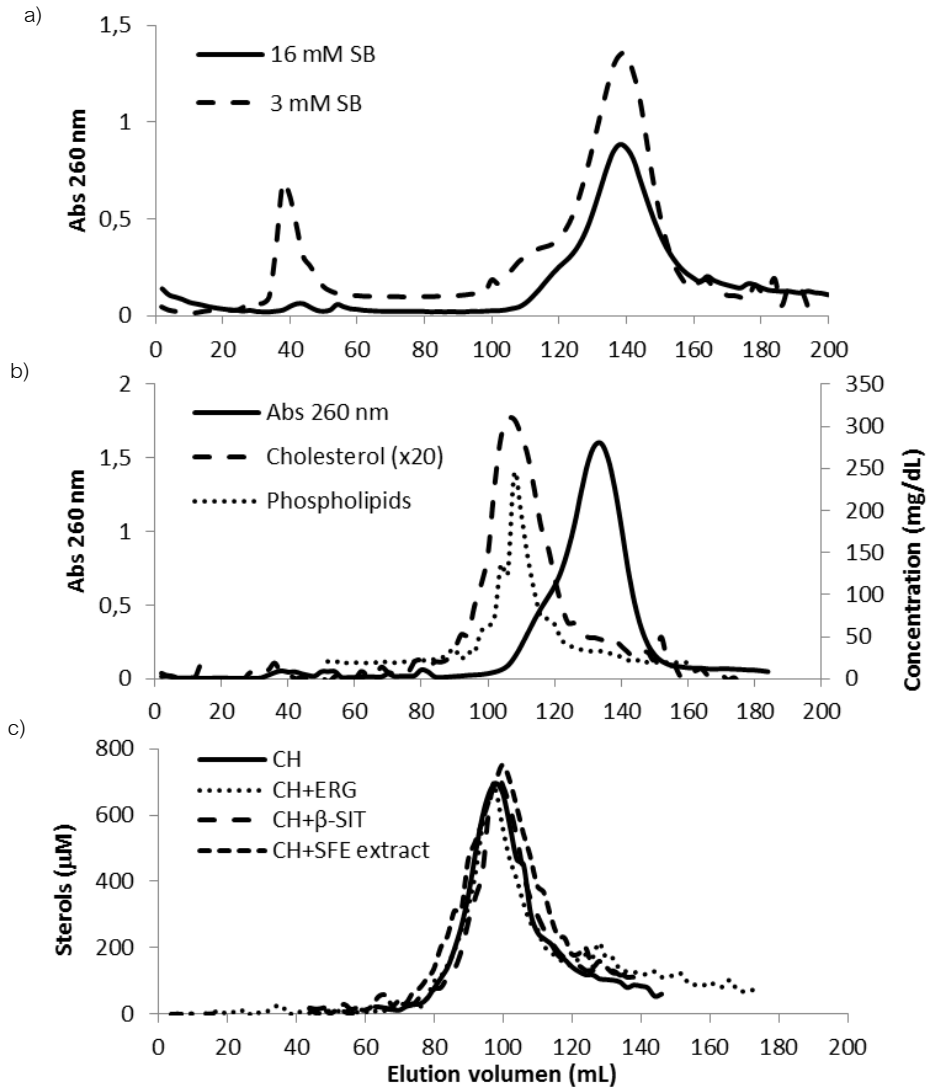 a)
1,5
1
0,5
0
Abs 260 nm
16 mM SB
3 mM SB
0 20 40 60 80 100 120 140 160 180 200
b)
2
1,5
1
0,5
0
Abs 260 nm
Abs 260 nm
Cholesterol (x20)
Phospholipids
350
300
250
200
150
100
50
0
Concentration (mg/dL)
0 20 40 60 80 100 120 140 160 180 200
c)
800
600
400
200
0
Sterols (µM)
CH
CH+ERG
CH+β-SIT
CH+SFE extract
0 20 40 60 80 100 120 140 160 180 200
Elution volumen (mL)